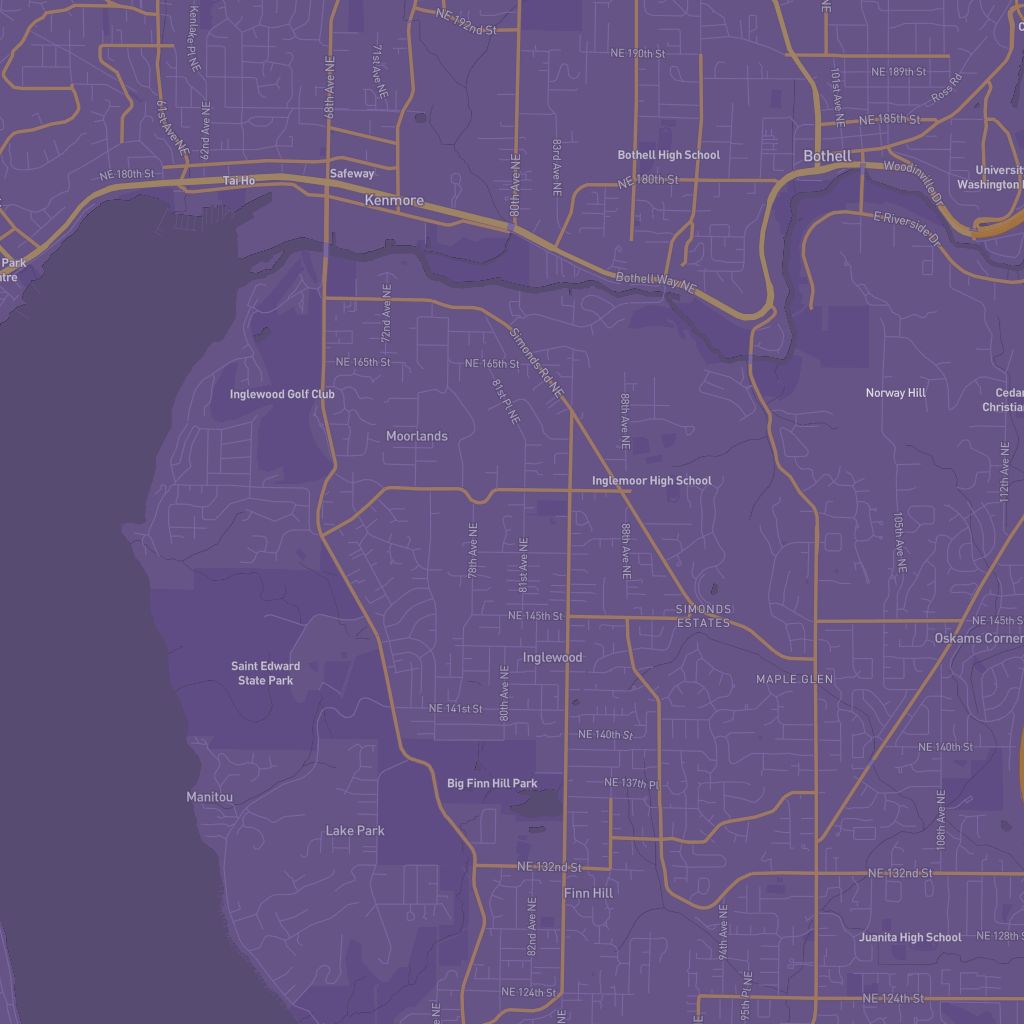 NE 192nd St
NE 190th St
Kenlake Pl NE
71st Ave NE
68th Ave NE
NE 189th St
101st Ave NE
Ross Rd
61st Ave NE
62nd Ave NE
NE 185th St
83rd Ave NE
80th Ave NE
Bothell High School
Bothell
NE 180th St
Tai Ho
Safeway
NE 180th St
Woodinville Dr
University
Washington
Kenmore
E Riverside Dr
Park
Bothell Way NE
72nd Ave NE
Simonds Rd NE
NE 165th St
NE 165th St
81st Pl NE
88th Ave NE
Inglewood Golf Club
Norway Hill
Cedar
Christian
Moorlands
112th Ave NE
Inglemoor High School
78th Ave NE
81st Ave NE
88th Ave NE
105th Ave NE
NE 145th St
SIMONDS
ESTATES
NE 145th St
Oskams Corner
Inglewood
Saint Edward
State Park
MAPLE GLEN
80th Ave NE
NE 141st St
NE 140th St
NE 140th St
Big Finn Hill Park
NE 137th Pl
Manitou
108th Ave NE
Lake Park
NE 132nd St
NE 132nd St
Finn Hill
82nd Ave NE
94th Ave NE
Juanita High School
NE 128th S
NE 124th St
95th Pl NE
NE 124th St